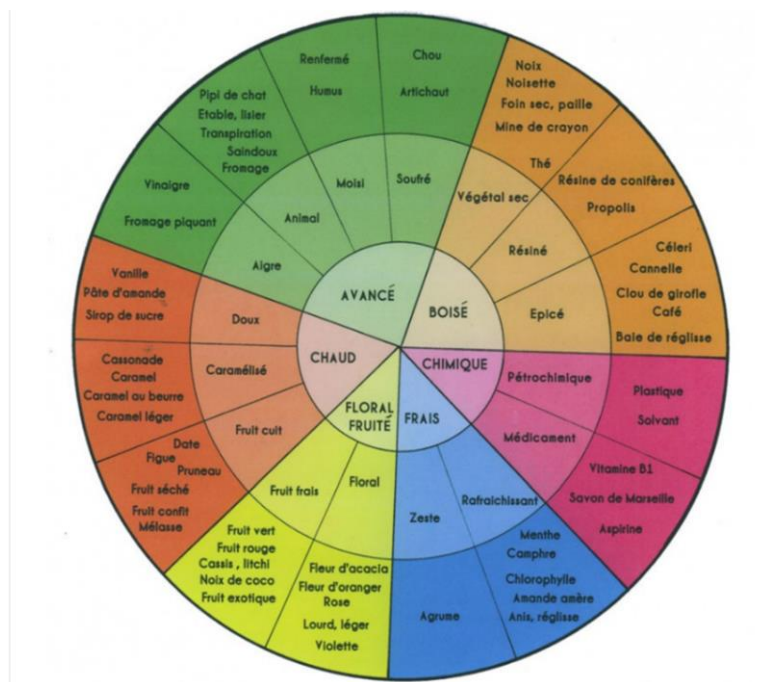 AVANCÉ
Soufré
Chou
Artichaut
Moisi
Renfermé
Humus
Animal
Pipi de chat
Etable, lisier
Transpiration
Saindoux
Fromage
Aigre
Vinaigre
Fromage piquant
BOISÉ
Végétal sec
Noix
Noisette
Foin sec, paille
Mine de crayon
Thé
Résiné
Résine de conifères
Propolis
Epicé
Céleri
Cannelle
Clou de girofle
Café
Baie de réglisse
CHIMIQUE
Pétrochimique
Plastique
Solvant
Médicament
Vitamine B1
Savon de Marseille
Aspirine
FRAIS
Rafraichissant
Menthe
Camphre
Chlorophylle
Amande amère
Anis, réglisse
Zeste
Agrume
FLORAL
FRUITÉ
Floral
Fleur d'acacia
Fleur d'oranger
Rose
Lourd, léger
Violette
Fruit frais
Fruit vert
Fruit rouge
Cassis , litchi
Noix de coco
Fruit exotique
CHAUD
Fruit cuit
Date
Figue
Pruneau
Fruit séché
Fruit confit
Mélasse
Caramélisé
Cassonade
Caramel
Caramel au beurre
Caramel léger
Doux
Vanille
Pâte d'amande
Sirop de sucre